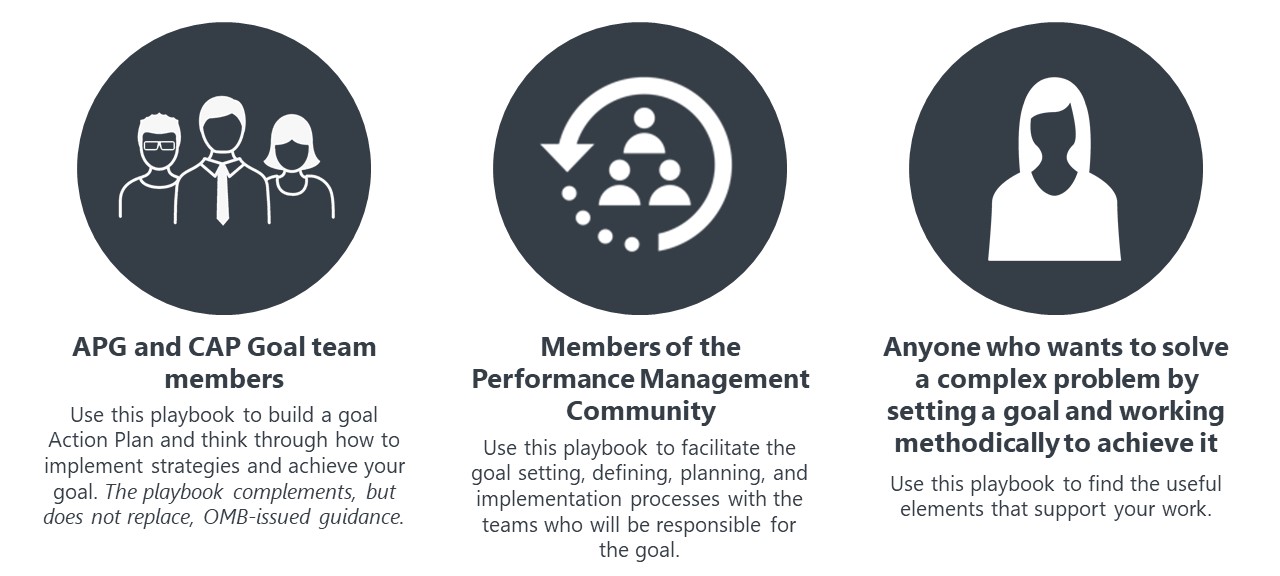 APG and CAP Goal team
members
Use this playbook to build a goal
Action Plan and think through how to
implement strategies and achieve your
goal. The playbook complements, but
does not replace, OMB-issued guidance.
Members of the
Performance Management
Community
Use this playbook to facilitate the
goal setting, defining, planning, and
implementation processes with the
teams who will be responsible for
the goal.
Anyone who wants to solve
a complex problem by
setting a goal and working
methodically to achieve it
Use this playbook to find the useful
elements that support your work.